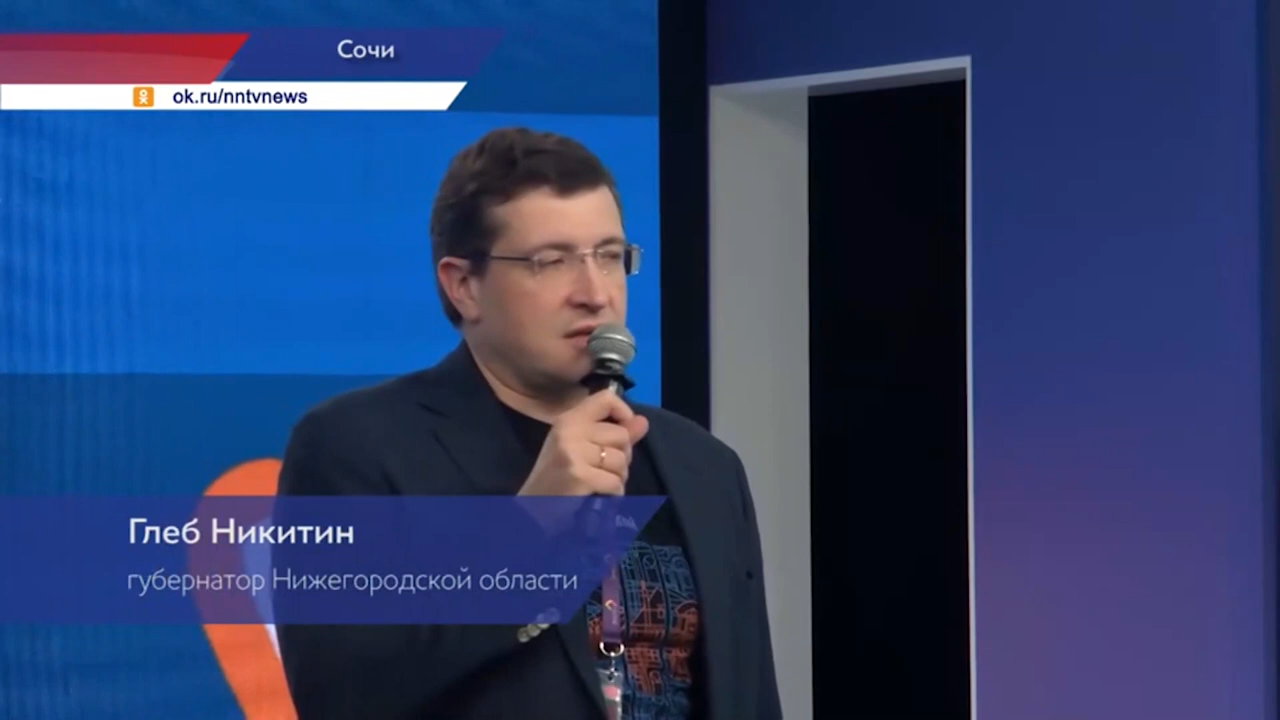 Сочи
ok.ru/nntvnews
Глеб Никитин
губернатор Нижегородской области